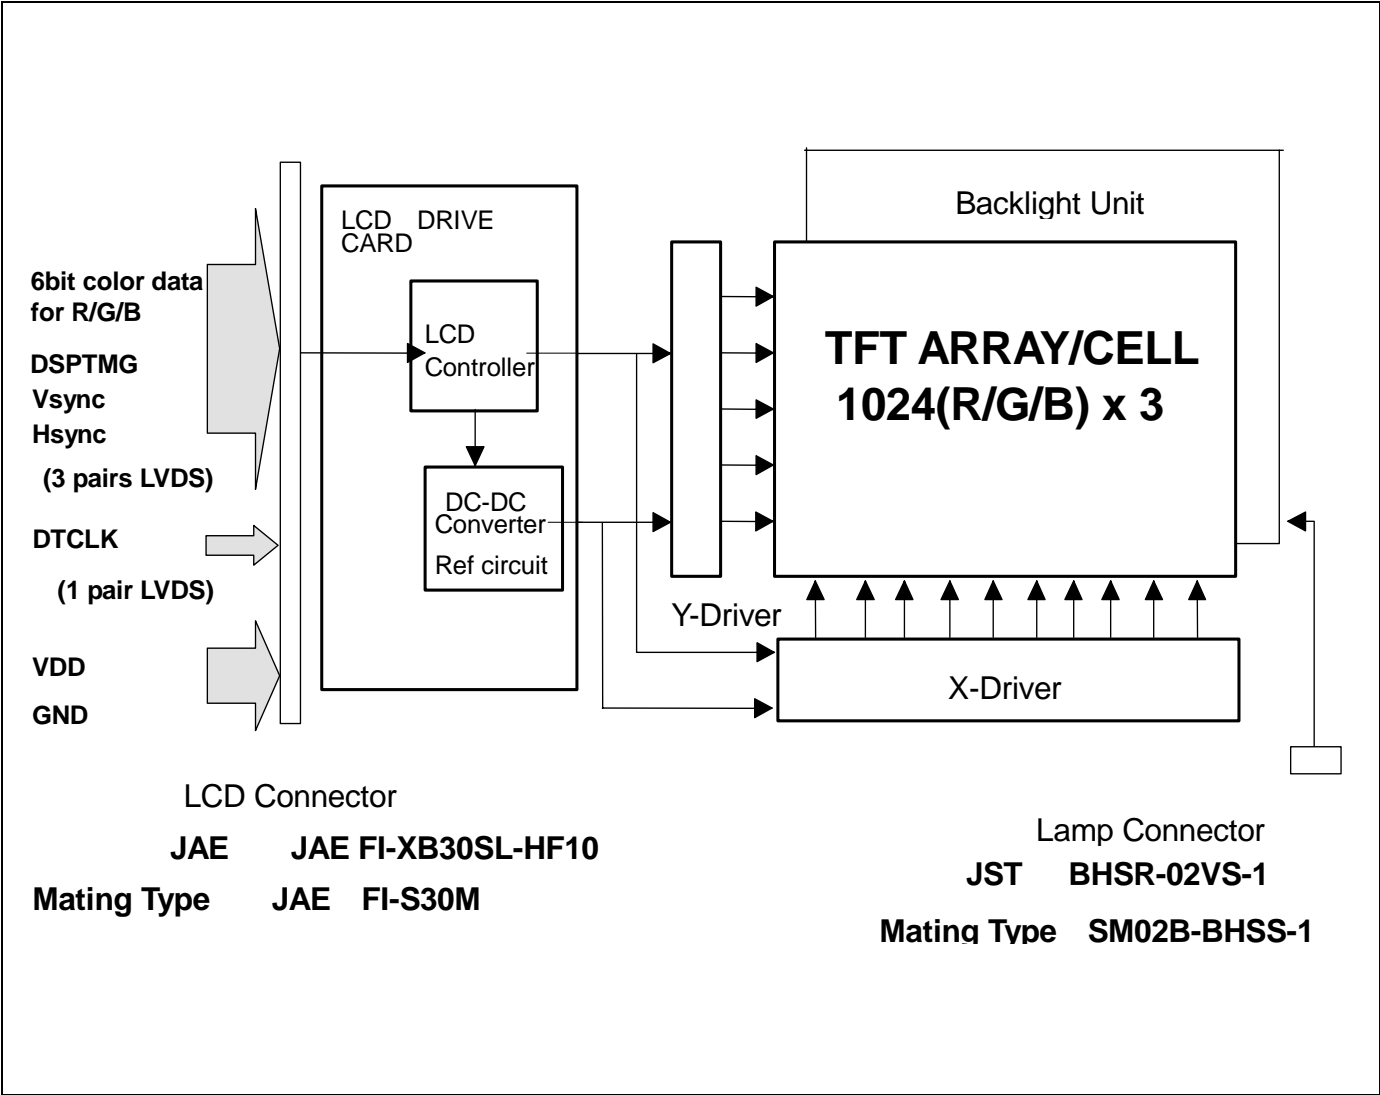 Backlight Unit
LCD DRIVE
CARD
6bit color data
for R/G/B
DSPTMG
Vsync
Hsync
(3 pairs LVDS)
DTCLK
(1 pair LVDS)
VDD
GND
LCD
Controller
DC-DC
Converter
Ref circuit
TFT ARRAY/CELL
1024(R/G/B) x 3
Y-Driver
X-Driver
LCD Connector
JAE JAE FI-XB30SL-HF10
Mating Type JAE FI-S30M
Lamp Connector
JST BHSR-02VS-1
Mating Type SM02B-BHSS-1